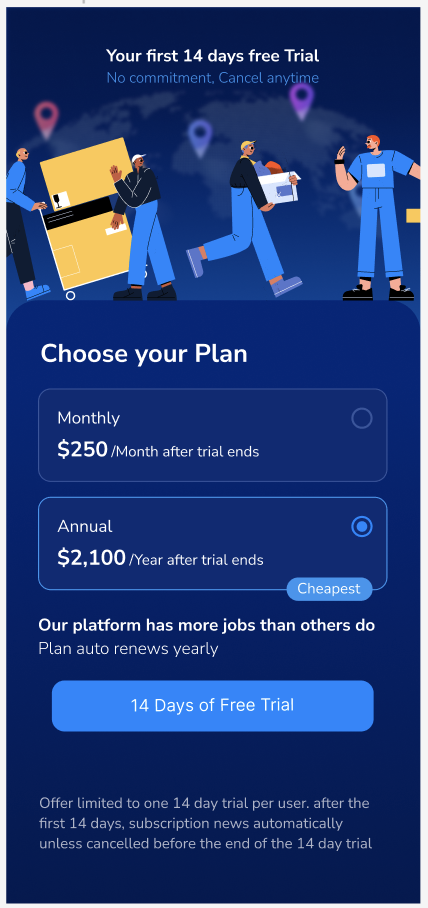 Your first 14 days free Trial
No commitment, Cancel anytime
Choose your Plan
Monthly
$250 /Month after trial ends
Annual
$2,100 /Year after trial ends
Cheapest
Our platform has more jobs than others do
Plan auto renews yearly
14 Days of Free Trial
Offer limited to one 14 day trial per user. after the
first 14 days, subscription news automatically
unless cancelled before the end of the 14 day trial